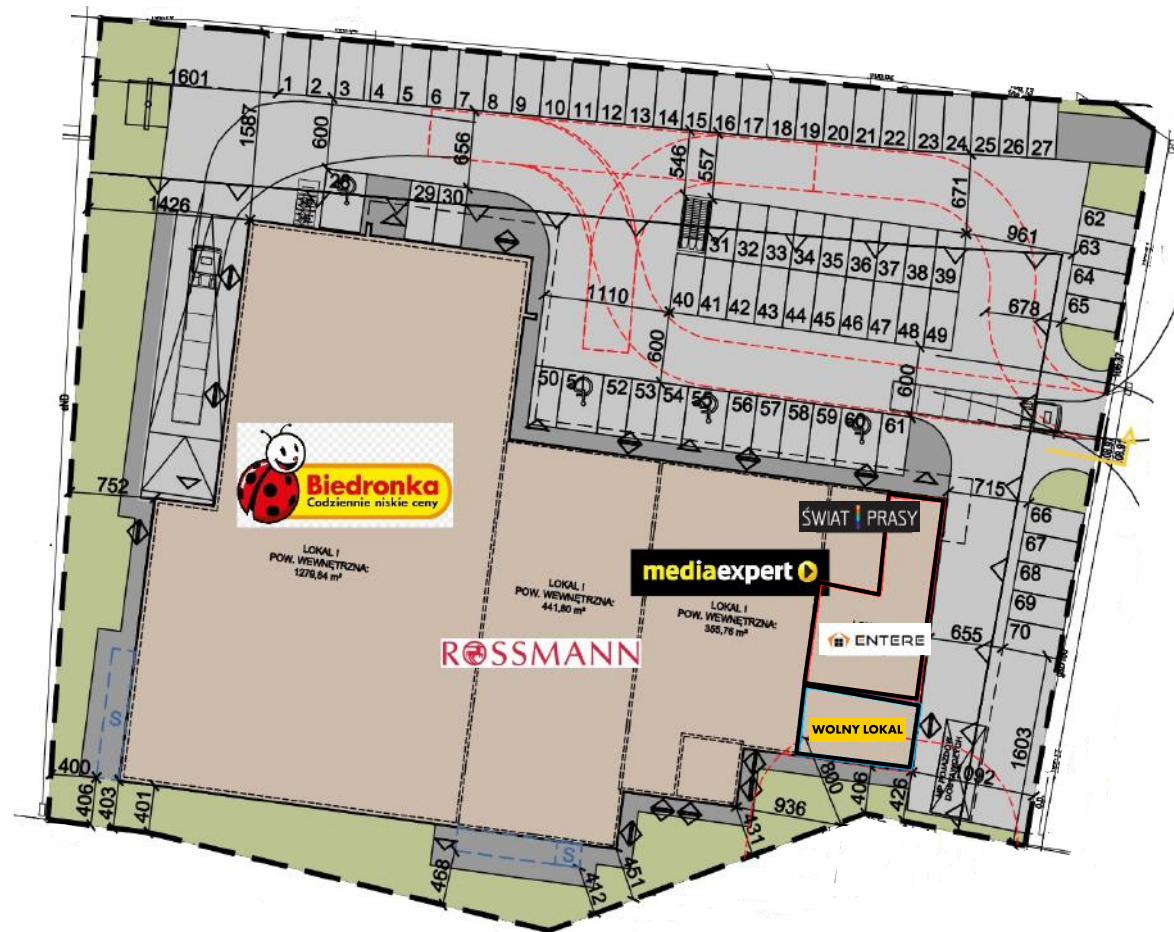 1601
1587
600
1 2 3 4 5 6 7 8 9 10 11 12 13 14 15 16 17 18 19 20 21 22 23 24 25 26 27
656
546
557
671
961
1426
28 29 30
31 32 33 34 35 36 37 38 39
62
63
64
65
678
1110
40 41 42 43 44 45 46 47 48 49
600
600
50 51 52 53 54 55 56 57 58 59 60 61
752
715
66
67
68
69
70
Biedronka
Codziennie niskie ceny
LOKAL I
POW. WEWNĘTRZNA:
1279,64 m²
ŚWIAT PRASY
mediaexpert
LOKAL I
POW. WEWNĘTRZNA:
441,80 m²
LOKAL I
POW. WEWNĘTRZNA:
355,76 m²
ROSSMANN
ENTERE
655
WOLNY LOKAL
S
400
406
403
401
1603
1092
800
936
406
426
431
S
468
412
451